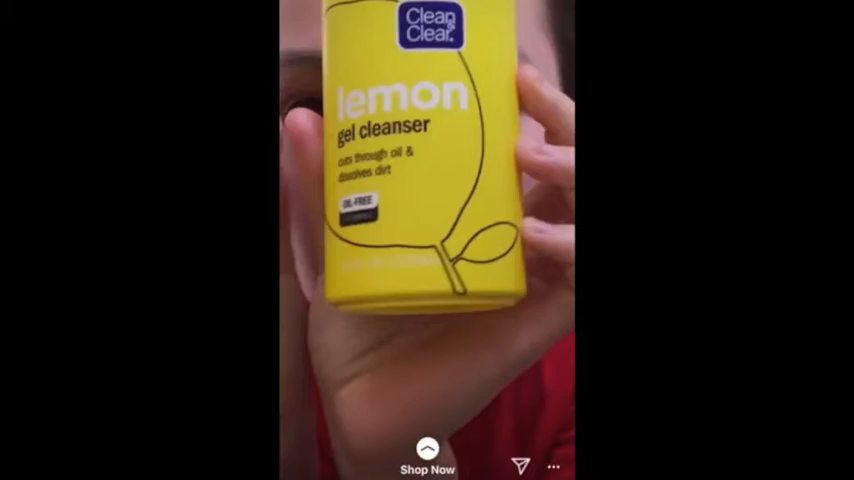 Clean &
Clear®
lemon
gel cleanser
cuts through oil &
dissolves dirt
OIL-FREE
Shop Now